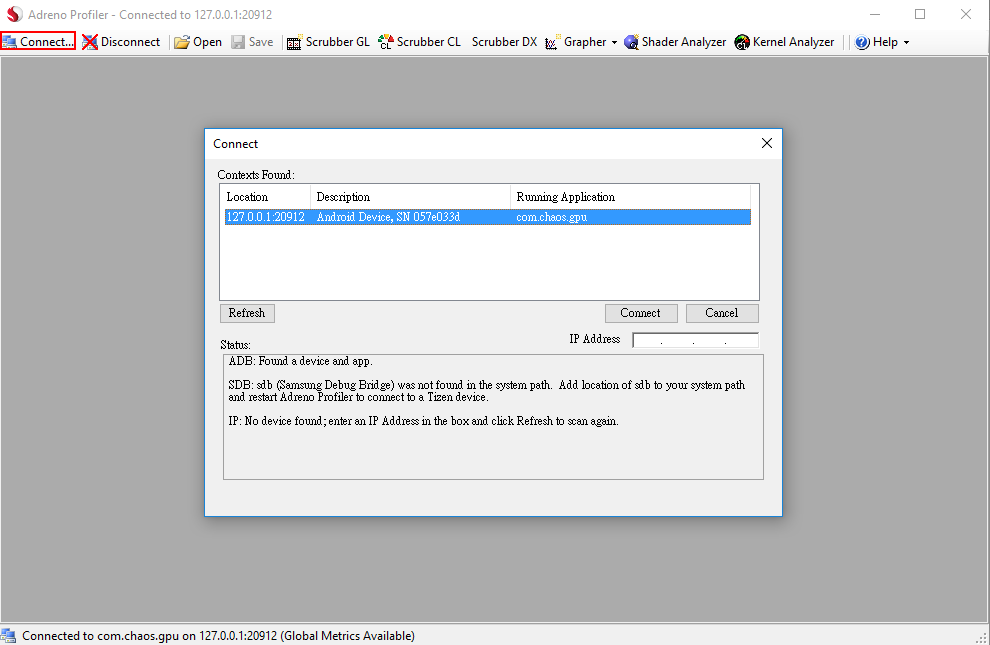 Adreno Profiler - Connected to 127.0.0.1:20912
Connect... Disconnect Open Save Scrubber GL Scrubber CL Scrubber DX Grapher Shader Analyzer Kernel Analyzer Help
Connect
Contexts Found:
Location Description Running Application
127.0.0.1:20912 Android Device, SN 057e033d com.chaos.gpu
Refresh Connect Cancel
IP Address . . .
Status:
ADB: Found a device and app.
SDB: sdb (Samsung Debug Bridge) was not found in the system path. Add location of sdb to your system path
and restart Adreno Profiler to connect to a Tizen device.
IP: No device found; enter an IP Address in the box and click Refresh to scan again.
Connected to com.chaos.gpu on 127.0.0.1:20912 (Global Metrics Available)